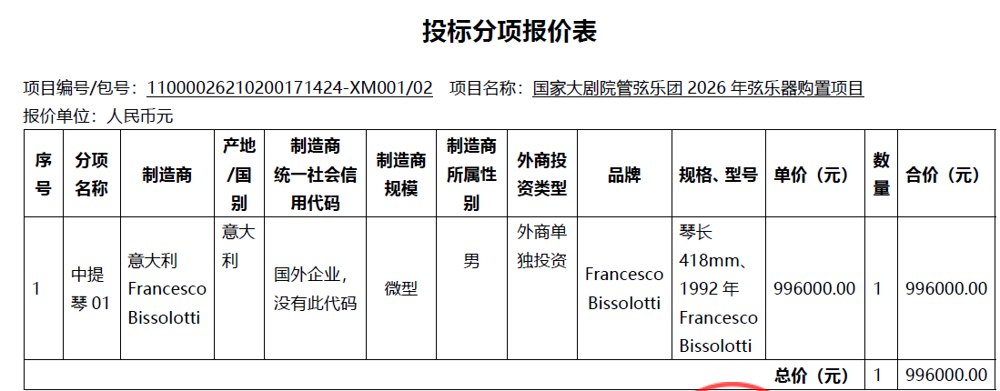 投标分项报价表
项目编号/包号：11000026210200171424-XM001/02 项目名称：国家大剧院管弦乐团 2026 年弦乐器购置项目
报价单位：人民币元
序号 分项名称 制造商 产地/国别 制造商统一社会信用代码 制造商规模 制造商所属性别 外商投资类型 品牌 规格、型号 单价（元） 数量 合价（元）
1 中提琴 01 意大利 Francesco Bissolotti 意大利 国外企业，没有此代码 微型 男 外商单独投资 Francesco Bissolotti 琴长 418mm、1992 年 Francesco Bissolotti 996000.00 1 996000.00
总价（元） 1 996000.00